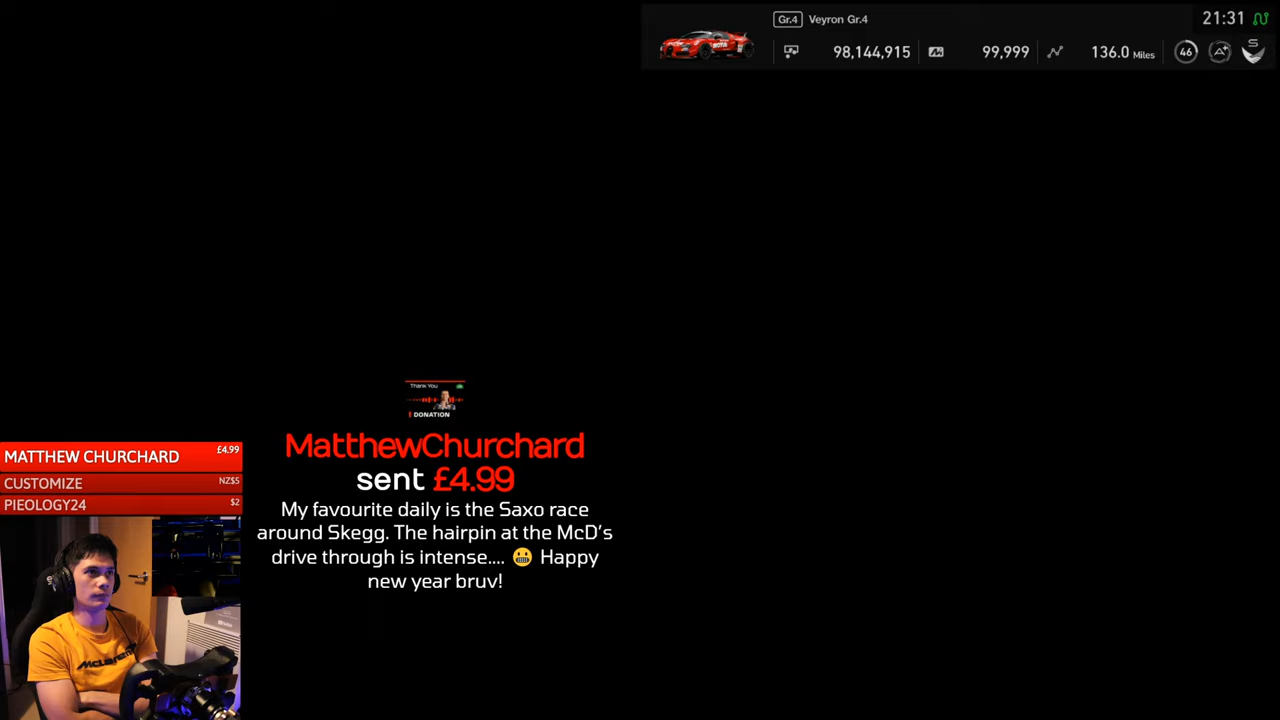 Gr.4 Veyron Gr.4
21:31
98,144,915 99,999 136.0 Miles 46 S
Thank You
DONATION
MatthewChurchard
sent £4.99
My favourite daily is the Saxo race
around Skegg. The hairpin at the McD's
drive through is intense.... 😬 Happy
new year bruv!
MATTHEW CHURCHARD £4.99
CUSTOMIZE NZ$5
PIEOLOGY24 $2